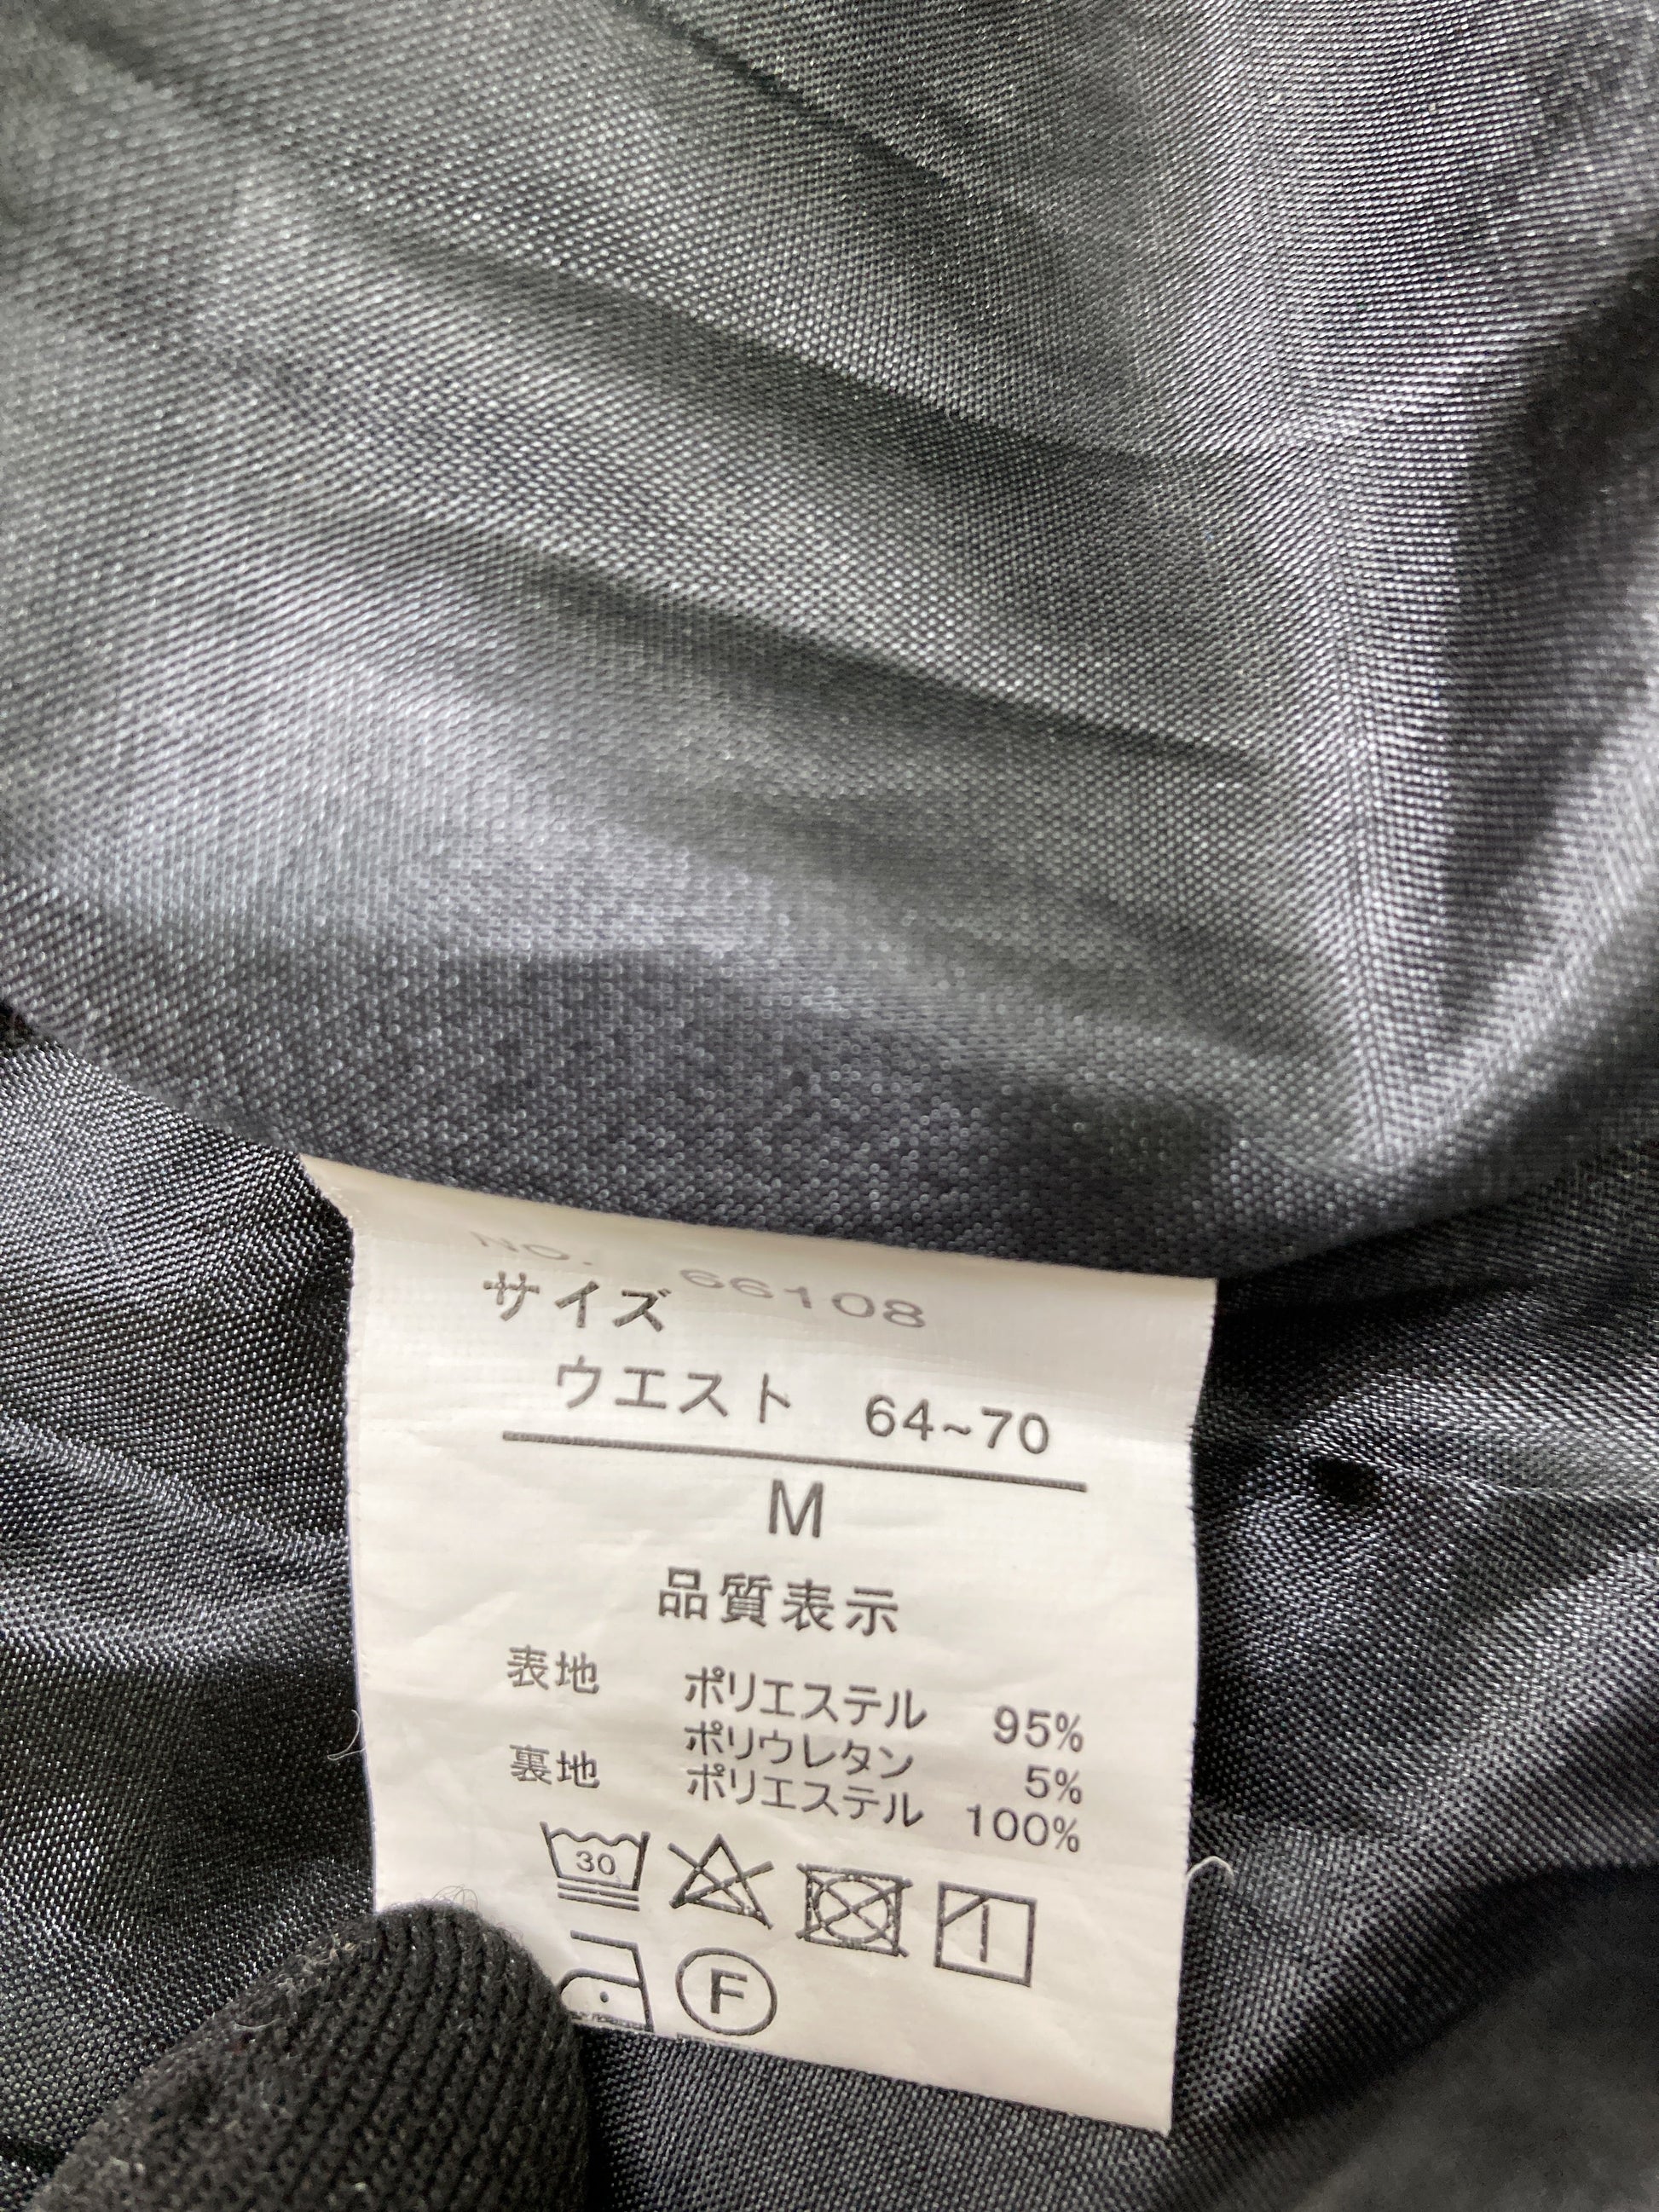 NO. 66108
サイズ
ウエスト 64~70
M
品質表示
表地 ポリエステル 95%
ポリウレタン 5%
裏地 ポリエステル 100%
30
F